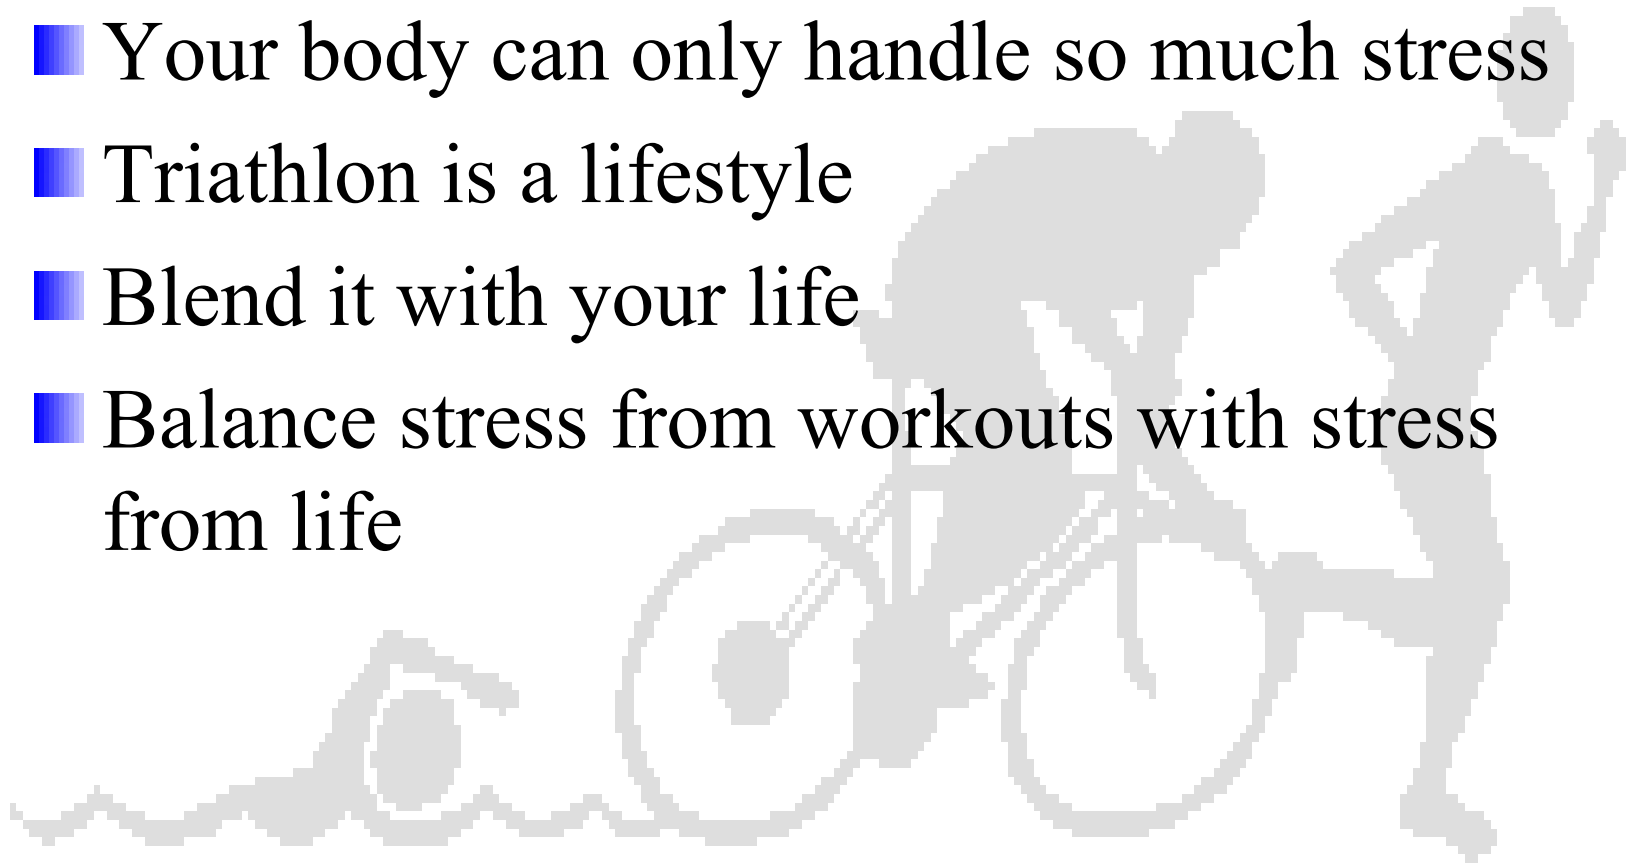 Your body can only handle so much stress
Triathlon is a lifestyle
Blend it with your life
Balance stress from workouts with stress
from life